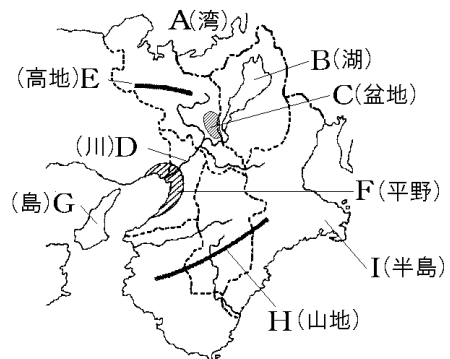 A(湾)
B(湖)
(高地)E
C(盆地)
(川)D
F(平野)
(島)G
I(半島)
H(山地)